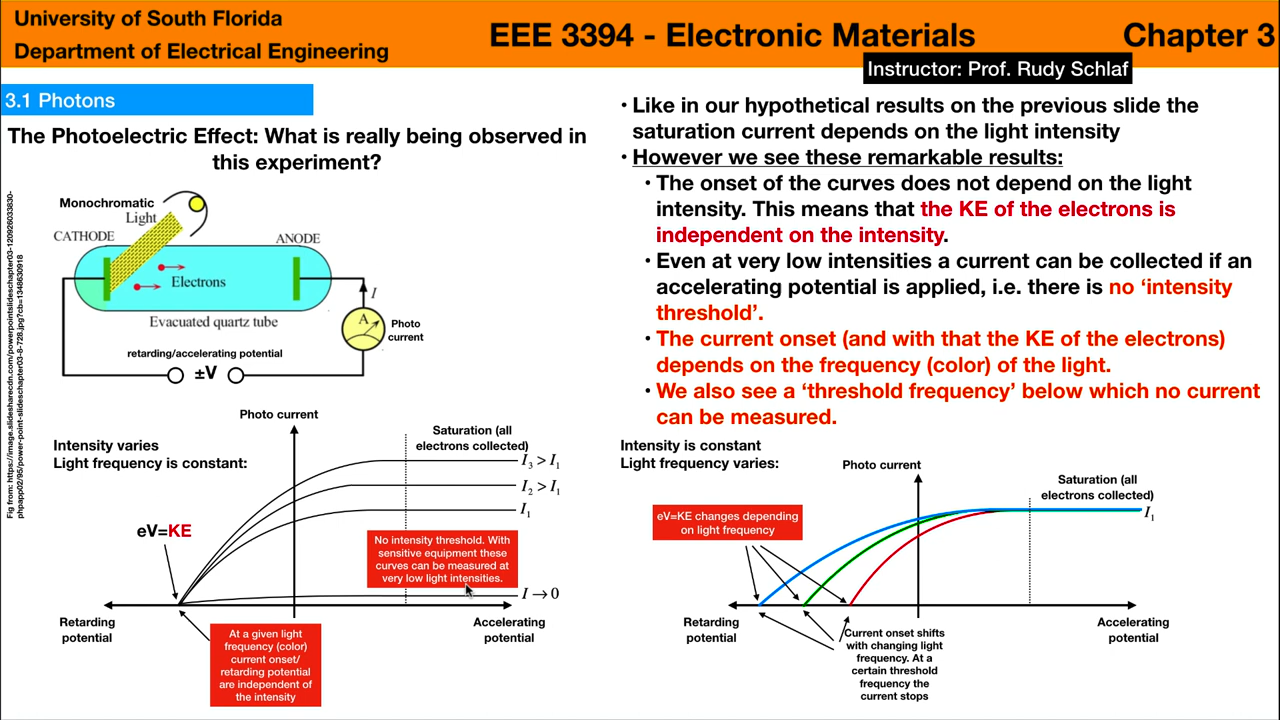 University of South Florida
Department of Electrical Engineering
EEE 3394 - Electronic Materials
Chapter 3
Instructor: Prof. Rudy Schlaf
3.1 Photons
The Photoelectric Effect: What is really being observed in
this experiment?
Monochromatic
Light
CATHODE
ANODE
Electrons
I
A
Evacuated quartz tube
Photo
current
retarding/accelerating potential
±V
Fig from: https://image.slidesharecdn.com/powerpointslideschapter03-120926033830-
phpapp02/95/power-point-slideschapter03-8-728.jpg?cb=1348630918
Photo current
Intensity varies
Light frequency is constant:
Saturation (all
electrons collected)
I₃ > I₁
I₂ > I₁
I₁
eV=KE
No intensity threshold. With
sensitive equipment these
curves can be measured at
very low light intensities.
I → 0
Retarding
potential
Accelerating
potential
At a given light
frequency (color)
current onset/
retarding potential
are independent of
the intensity
• Like in our hypothetical results on the previous slide the
saturation current depends on the light intensity
• However we see these remarkable results:
• The onset of the curves does not depend on the light
intensity. This means that the KE of the electrons is
independent on the intensity.
• Even at very low intensities a current can be collected if an
accelerating potential is applied, i.e. there is no ‘intensity
threshold’.
• The current onset (and with that the KE of the electrons)
depends on the frequency (color) of the light.
• We also see a ‘threshold frequency’ below which no current
can be measured.
Intensity is constant
Light frequency varies:
Photo current
Saturation (all
electrons collected)
I₁
eV=KE changes depending
on light frequency
Retarding
potential
Accelerating
potential
Current onset shifts
with changing light
frequency. At a
certain threshold
frequency the
current stops